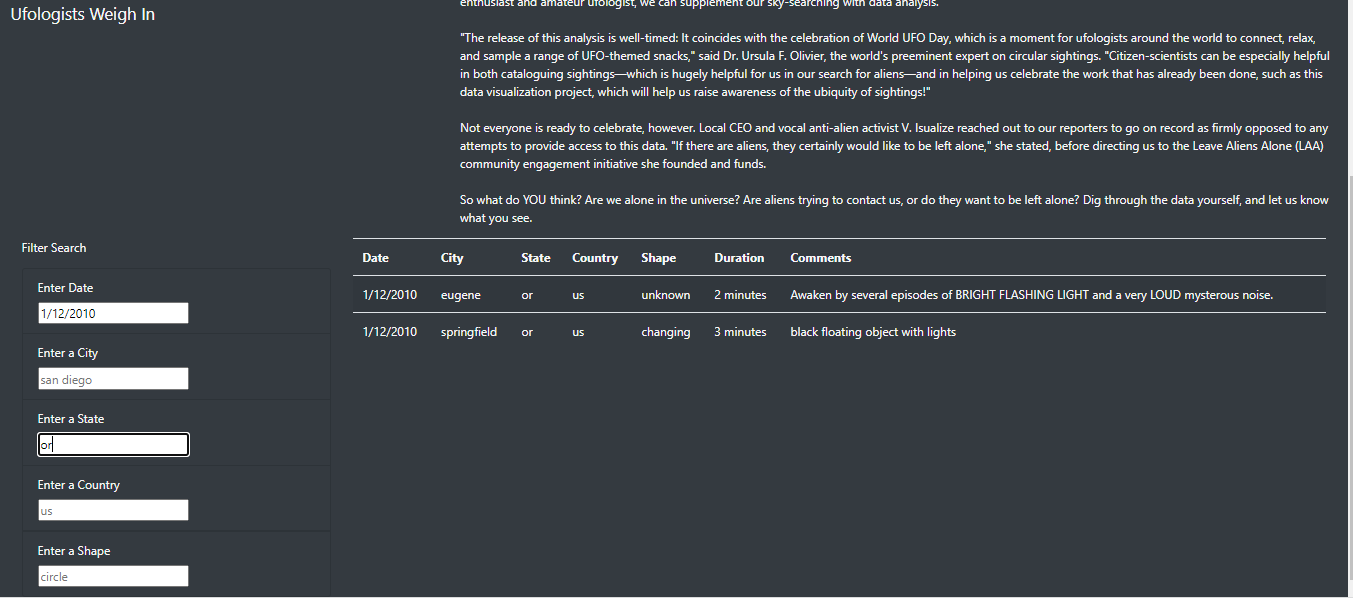 Ufologists Weigh In
enthusiast and amateur ufologist, we can supplement our sky-searching with data analysis.
"The release of this analysis is well-timed: It coincides with the celebration of World UFO Day, which is a moment for ufologists around the world to connect, relax,
and sample a range of UFO-themed snacks," said Dr. Ursula F. Olivier, the world's preeminent expert on circular sightings. "Citizen-scientists can be especially helpful
in both cataloguing sightings—which is hugely helpful for us in our search for aliens—and in helping us celebrate the work that has already been done, such as this
data visualization project, which will help us raise awareness of the ubiquity of sightings!"
Not everyone is ready to celebrate, however. Local CEO and vocal anti-alien activist V. Isualize reached out to our reporters to go on record as firmly opposed to any
attempts to provide access to this data. "If there are aliens, they certainly would like to be left alone," she stated, before directing us to the Leave Aliens Alone (LAA)
community engagement initiative she founded and funds.
So what do YOU think? Are we alone in the universe? Are aliens trying to contact us, or do they want to be left alone? Dig through the data yourself, and let us know
what you see.
Filter Search
Enter Date
1/12/2010
Enter a City
san diego
Enter a State
or
Enter a Country
us
Enter a Shape
circle
Date City State Country Shape Duration Comments
1/12/2010 eugene or us unknown 2 minutes Awaken by several episodes of BRIGHT FLASHING LIGHT and a very LOUD mysterous noise.
1/12/2010 springfield or us changing 3 minutes black floating object with lights